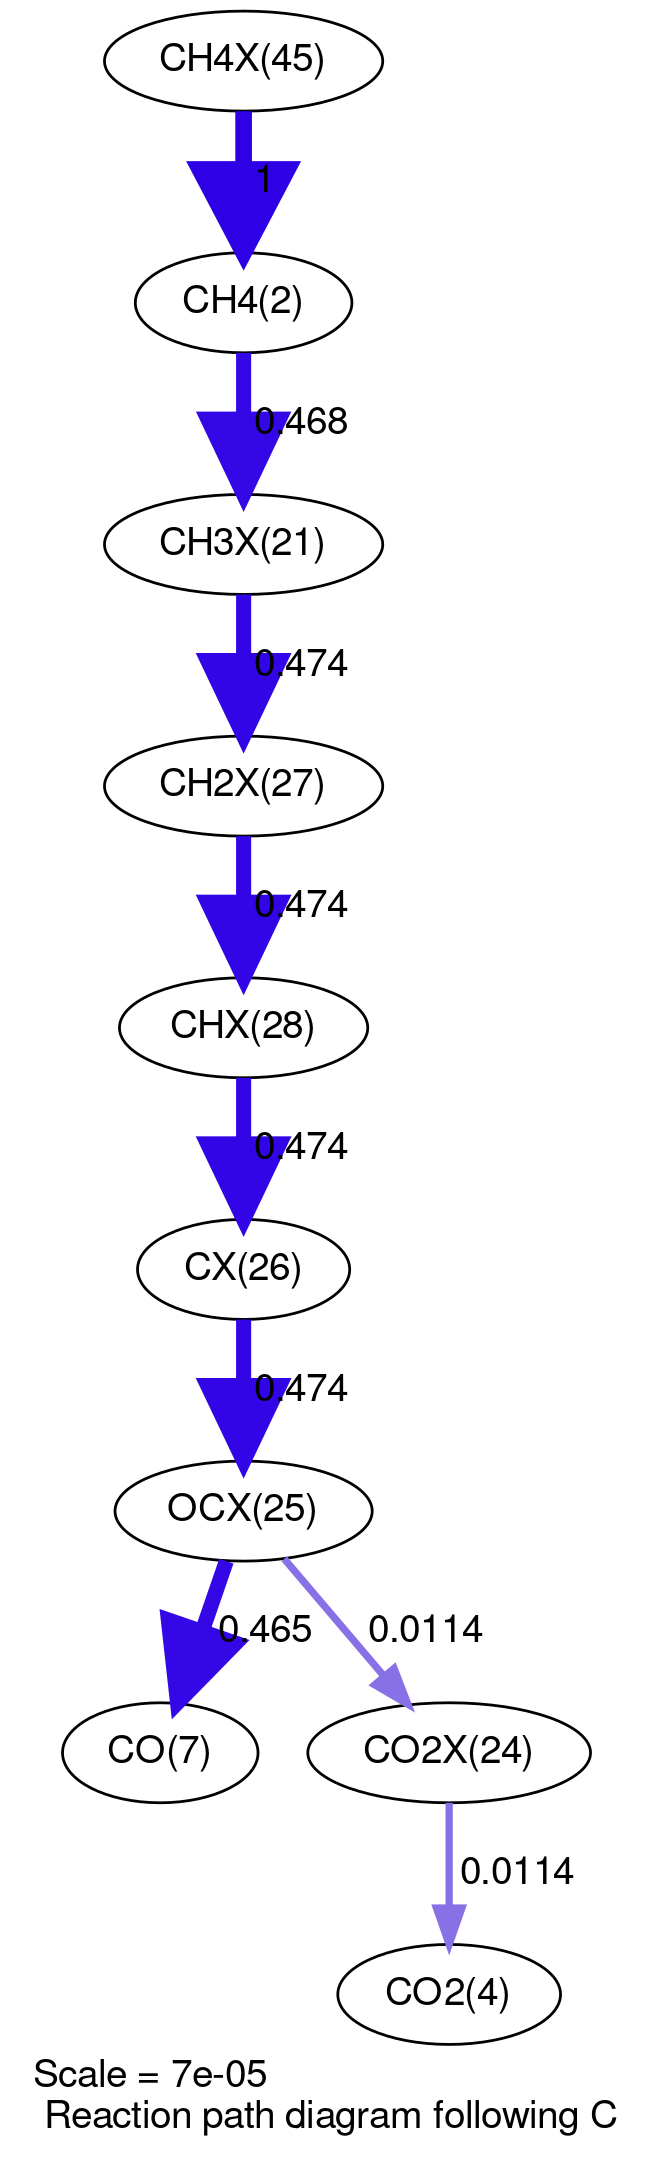 CH4X(45)
1
CH4(2)
0.468
CH3X(21)
0.474
CH2X(27)
0.474
CHX(28)
0.474
CX(26)
0.474
OCX(25)
0.465
0.0114
CO(7)
CO2X(24)
0.0114
CO2(4)
Scale = 7e-05
Reaction path diagram following C